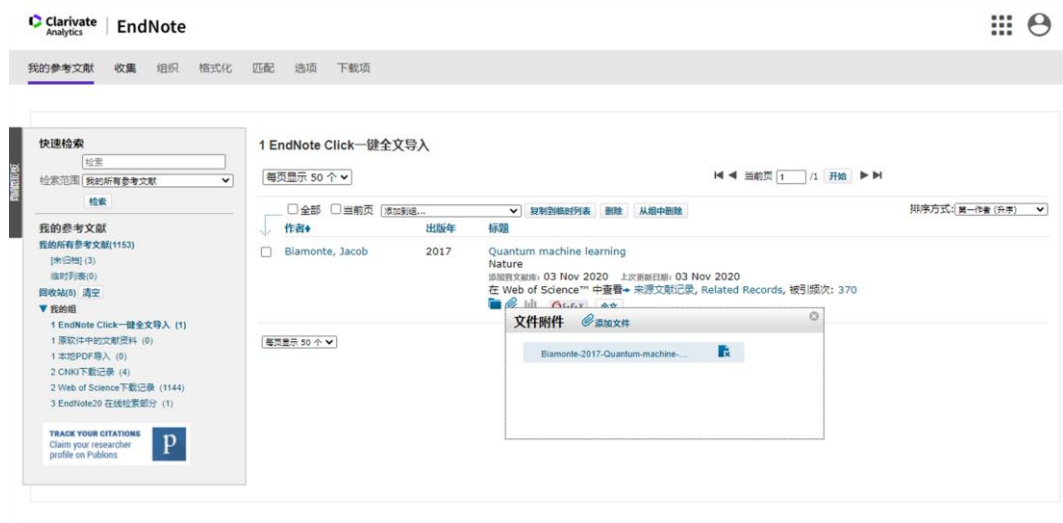 Clarivate
Analytics
EndNote
我的参考文献 收集 组织 格式化 匹配 选项 下载项
快速检索
检索
检索范围 我的所有参考文献
检索
我的参考文献
我的所有参考文献(1153)
[未归档] (3)
临时列表(0)
回收站(8) 清空
▼ 我的组
1 EndNote Click一键全文导入 (1)
1 原软件中的文献资料 (0)
1 本地PDF导入 (0)
2 CNKI下载记录 (4)
2 Web of Science下载记录 (1144)
3 EndNote20 在线检索部分 (1)
TRACK YOUR CITATIONS
Claim your researcher
profile on Publons
P
1 EndNote Click一键全文导入
每页显示 50 个
当前页 1 /1 开始
全部 当前页 添加到组... 复制到临时列表 删除 从组中删除
排序方式: 第一作者 (升序)
作者 出版年 标题
Biamonte, Jacob 2017 Quantum machine learning
Nature
添加到文献库: 03 Nov 2020 上次更新日期: 03 Nov 2020
在 Web of Science™ 中查看➔ 来源文献记录, Related Records, 被引频次: 370
全文
文件附件 添加文件
Biamonte-2017-Quantum-machine-...
每页显示 50 个